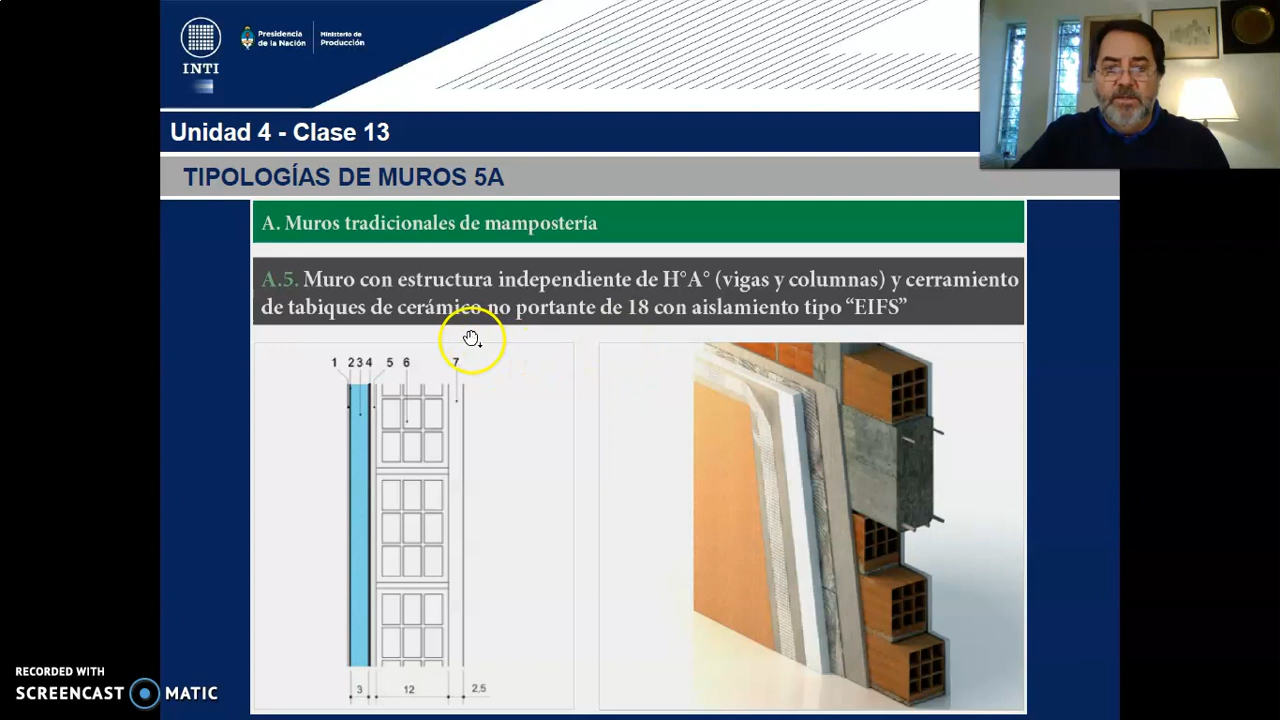 INTI
Presidencia
de la Nación
Ministerio de
Producción
Unidad 4 - Clase 13
TIPOLOGÍAS DE MUROS 5A
A. Muros tradicionales de mampostería
A.5. Muro con estructura independiente de H°A° (vigas y columnas) y cerramiento
de tabiques de cerámico no portante de 18 con aislamiento tipo “EIFS”
1 2 3 4 5 6 7
3 12 2,5
RECORDED WITH
SCREENCAST MATIC